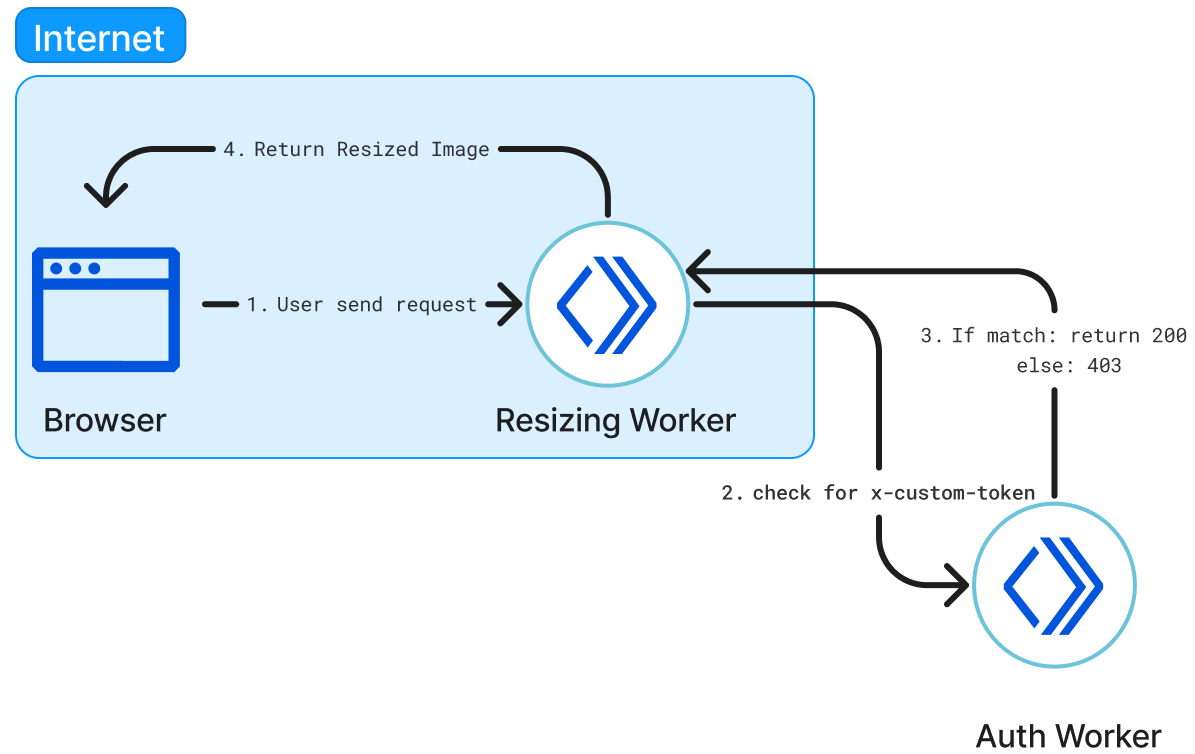 Internet
4. Return Resized Image
1. User send request
3. If match: return 200
else: 403
Browser
Resizing Worker
2. check for x-custom-token
Auth Worker